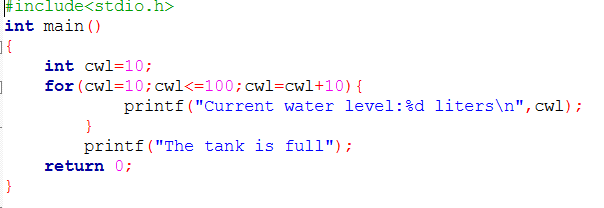 #include<stdio.h>
int main()
{
    int cwl=10;
    for(cwl=10;cwl<=100;cwl=cwl+10){
            printf("Current water level:%d liters\n",cwl);
        }
        printf("The tank is full");
    return 0;
}